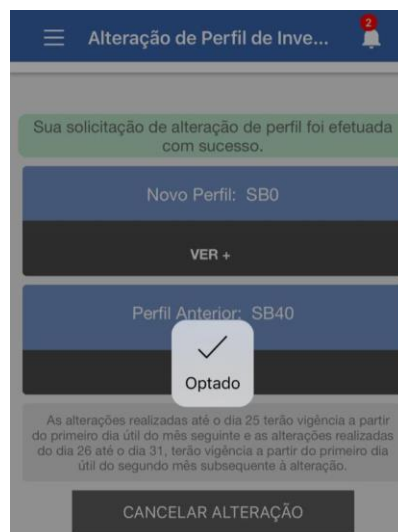 2
Alteração de Perfil de Inve...
Sua solicitação de alteração de perfil foi efetuada
com sucesso.
Novo Perfil: SB0
VER +
Perfil Anterior: SB40
Optado
As alterações realizadas até o dia 25 terão vigência a partir
do primeiro dia útil do mês seguinte e as alterações realizadas
do dia 26 até o dia 31, terão vigência a partir do primeiro dia
útil do segundo mês subsequente à alteração.
CANCELAR ALTERAÇÃO